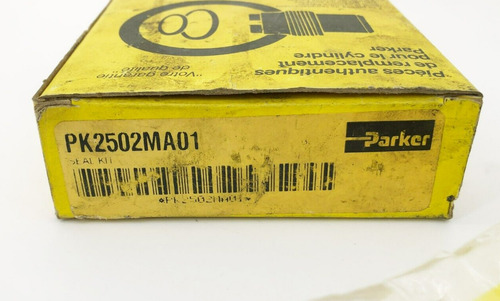 "Votre garantie
de qualité"
Pièces authentiques
de remplacement
pour le cylindre
Parker
PK2502MA01
SEAL KIT
Parker
*PK2502MA01*